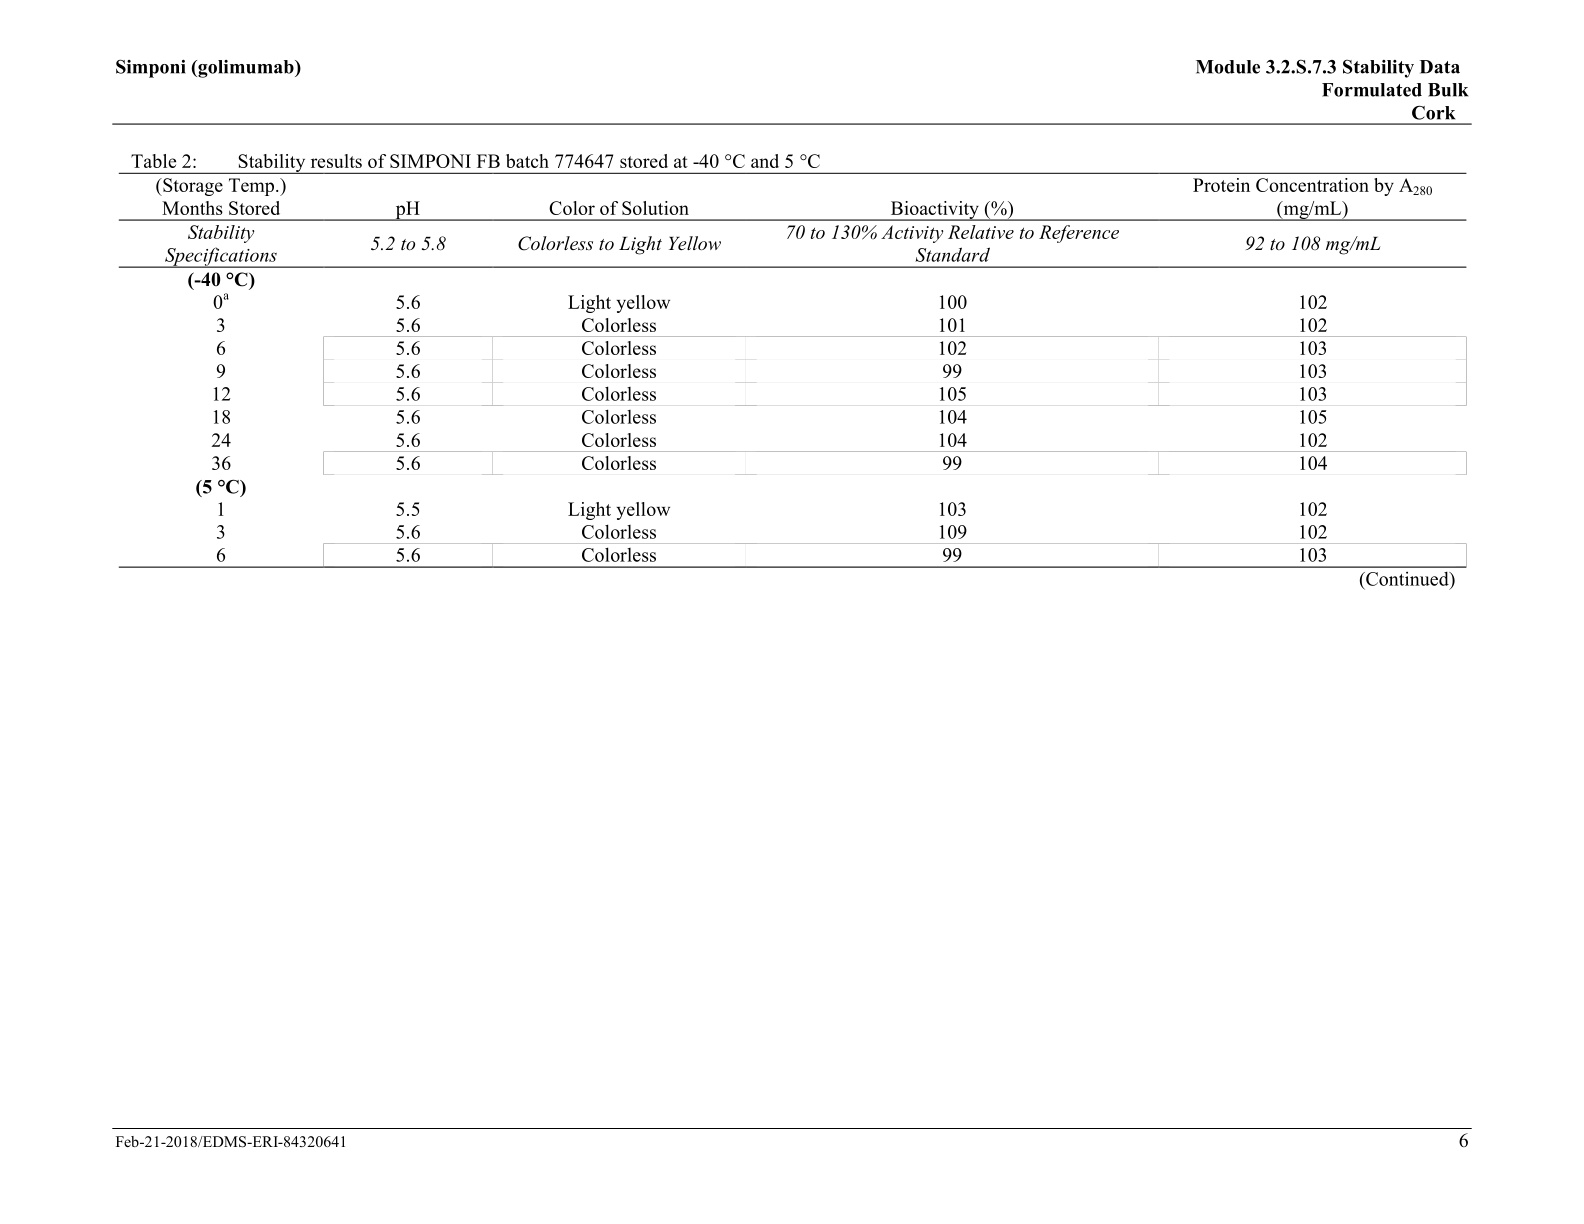 Simponi (golimumab) Module 3.2.S.7.3 Stability Data
Formulated Bulk
Cork
Table 2: Stability results of SIMPONI FB batch 774647 stored at -40 °C and 5 °C
(Storage Temp.) Protein Concentration by A280
Months Stored pH Color of Solution Bioactivity (%) (mg/mL)
Stability Specifications 5.2 to 5.8 Colorless to Light Yellow 70 to 130% Activity Relative to Reference Standard 92 to 108 mg/mL
(-40 °C)
0a 5.6 Light yellow 100 102
3 5.6 Colorless 101 102
6 5.6 Colorless 102 103
9 5.6 Colorless 99 103
12 5.6 Colorless 105 103
18 5.6 Colorless 104 105
24 5.6 Colorless 104 102
36 5.6 Colorless 99 104
(5 °C)
1 5.5 Light yellow 103 102
3 5.6 Colorless 109 102
6 5.6 Colorless 99 103
(Continued)
Feb-21-2018/EDMS-ERI-84320641 6